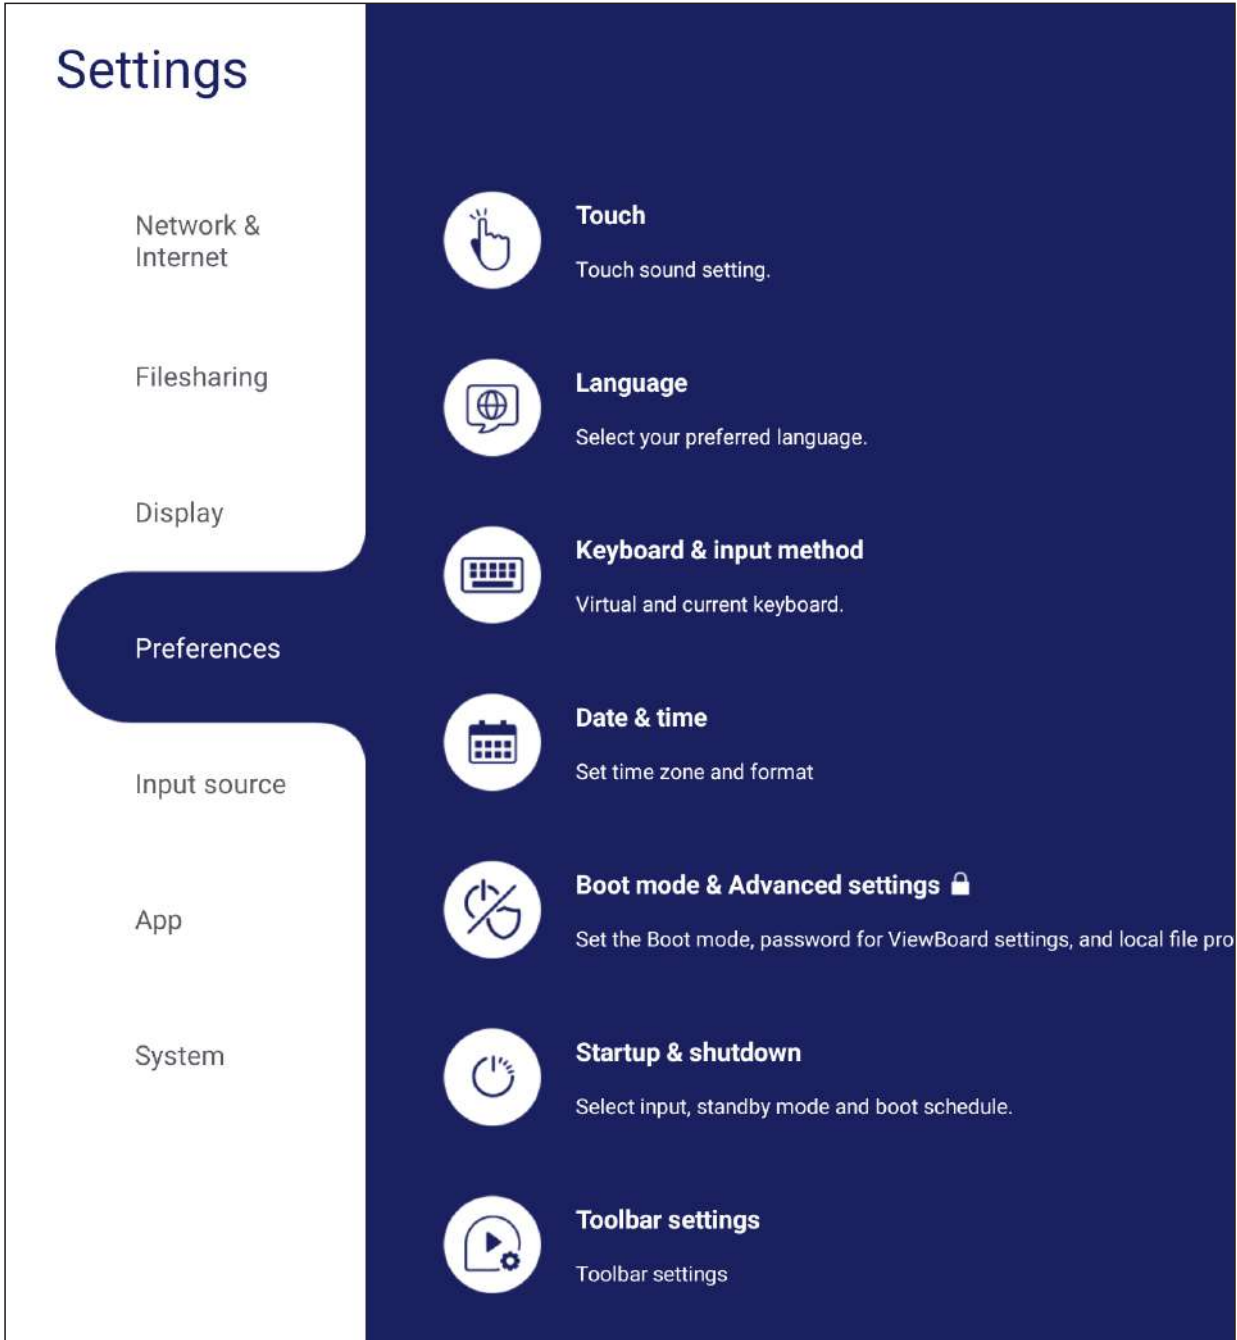 Settings
Network &
Internet
Filesharing
Display
Preferences
Input source
App
System
Touch
Touch sound setting.
Language
Select your preferred language.
Keyboard & input method
Virtual and current keyboard.
Date & time
Set time zone and format
Boot mode & Advanced settings
Set the Boot mode, password for ViewBoard settings, and local file pro
Startup & shutdown
Select input, standby mode and boot schedule.
Toolbar settings
Toolbar settings